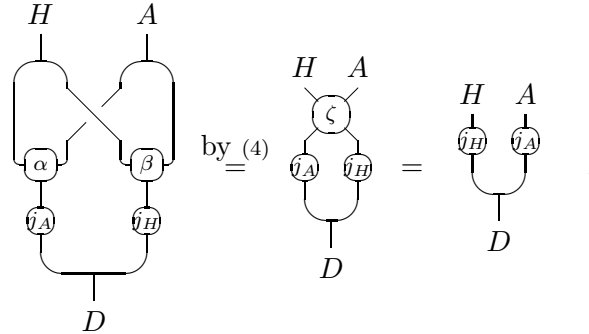 H A
H A
H A
ζ
j_H j_A
α β by (4)
= =
j_A j_H
j_A j_H
D
D
D